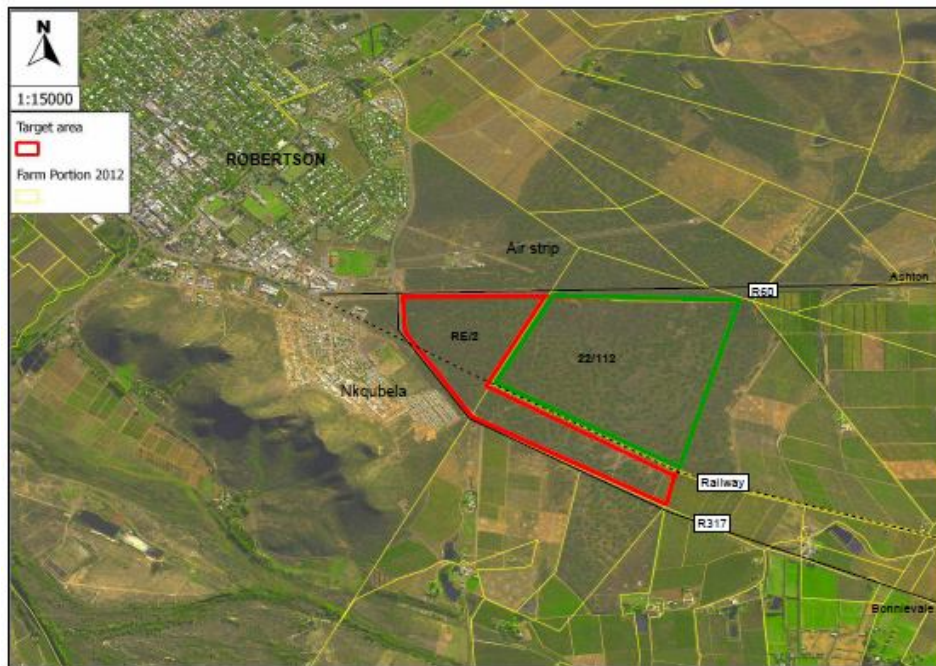 N
1:15000
Target area
Farm Portion 2012
ROBERTSON
Air strip
Ashton
R60
RE/2
22/112
Nkqubela
Railway
R317
Bonnievale